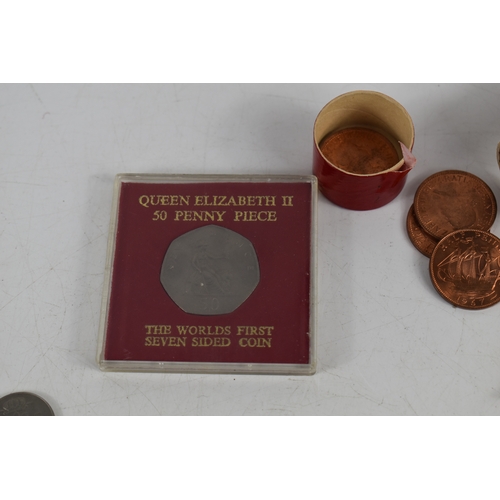 QUEEN ELIZABETH II
50 PENNY PIECE
THE WORLDS FIRST
SEVEN SIDED COIN